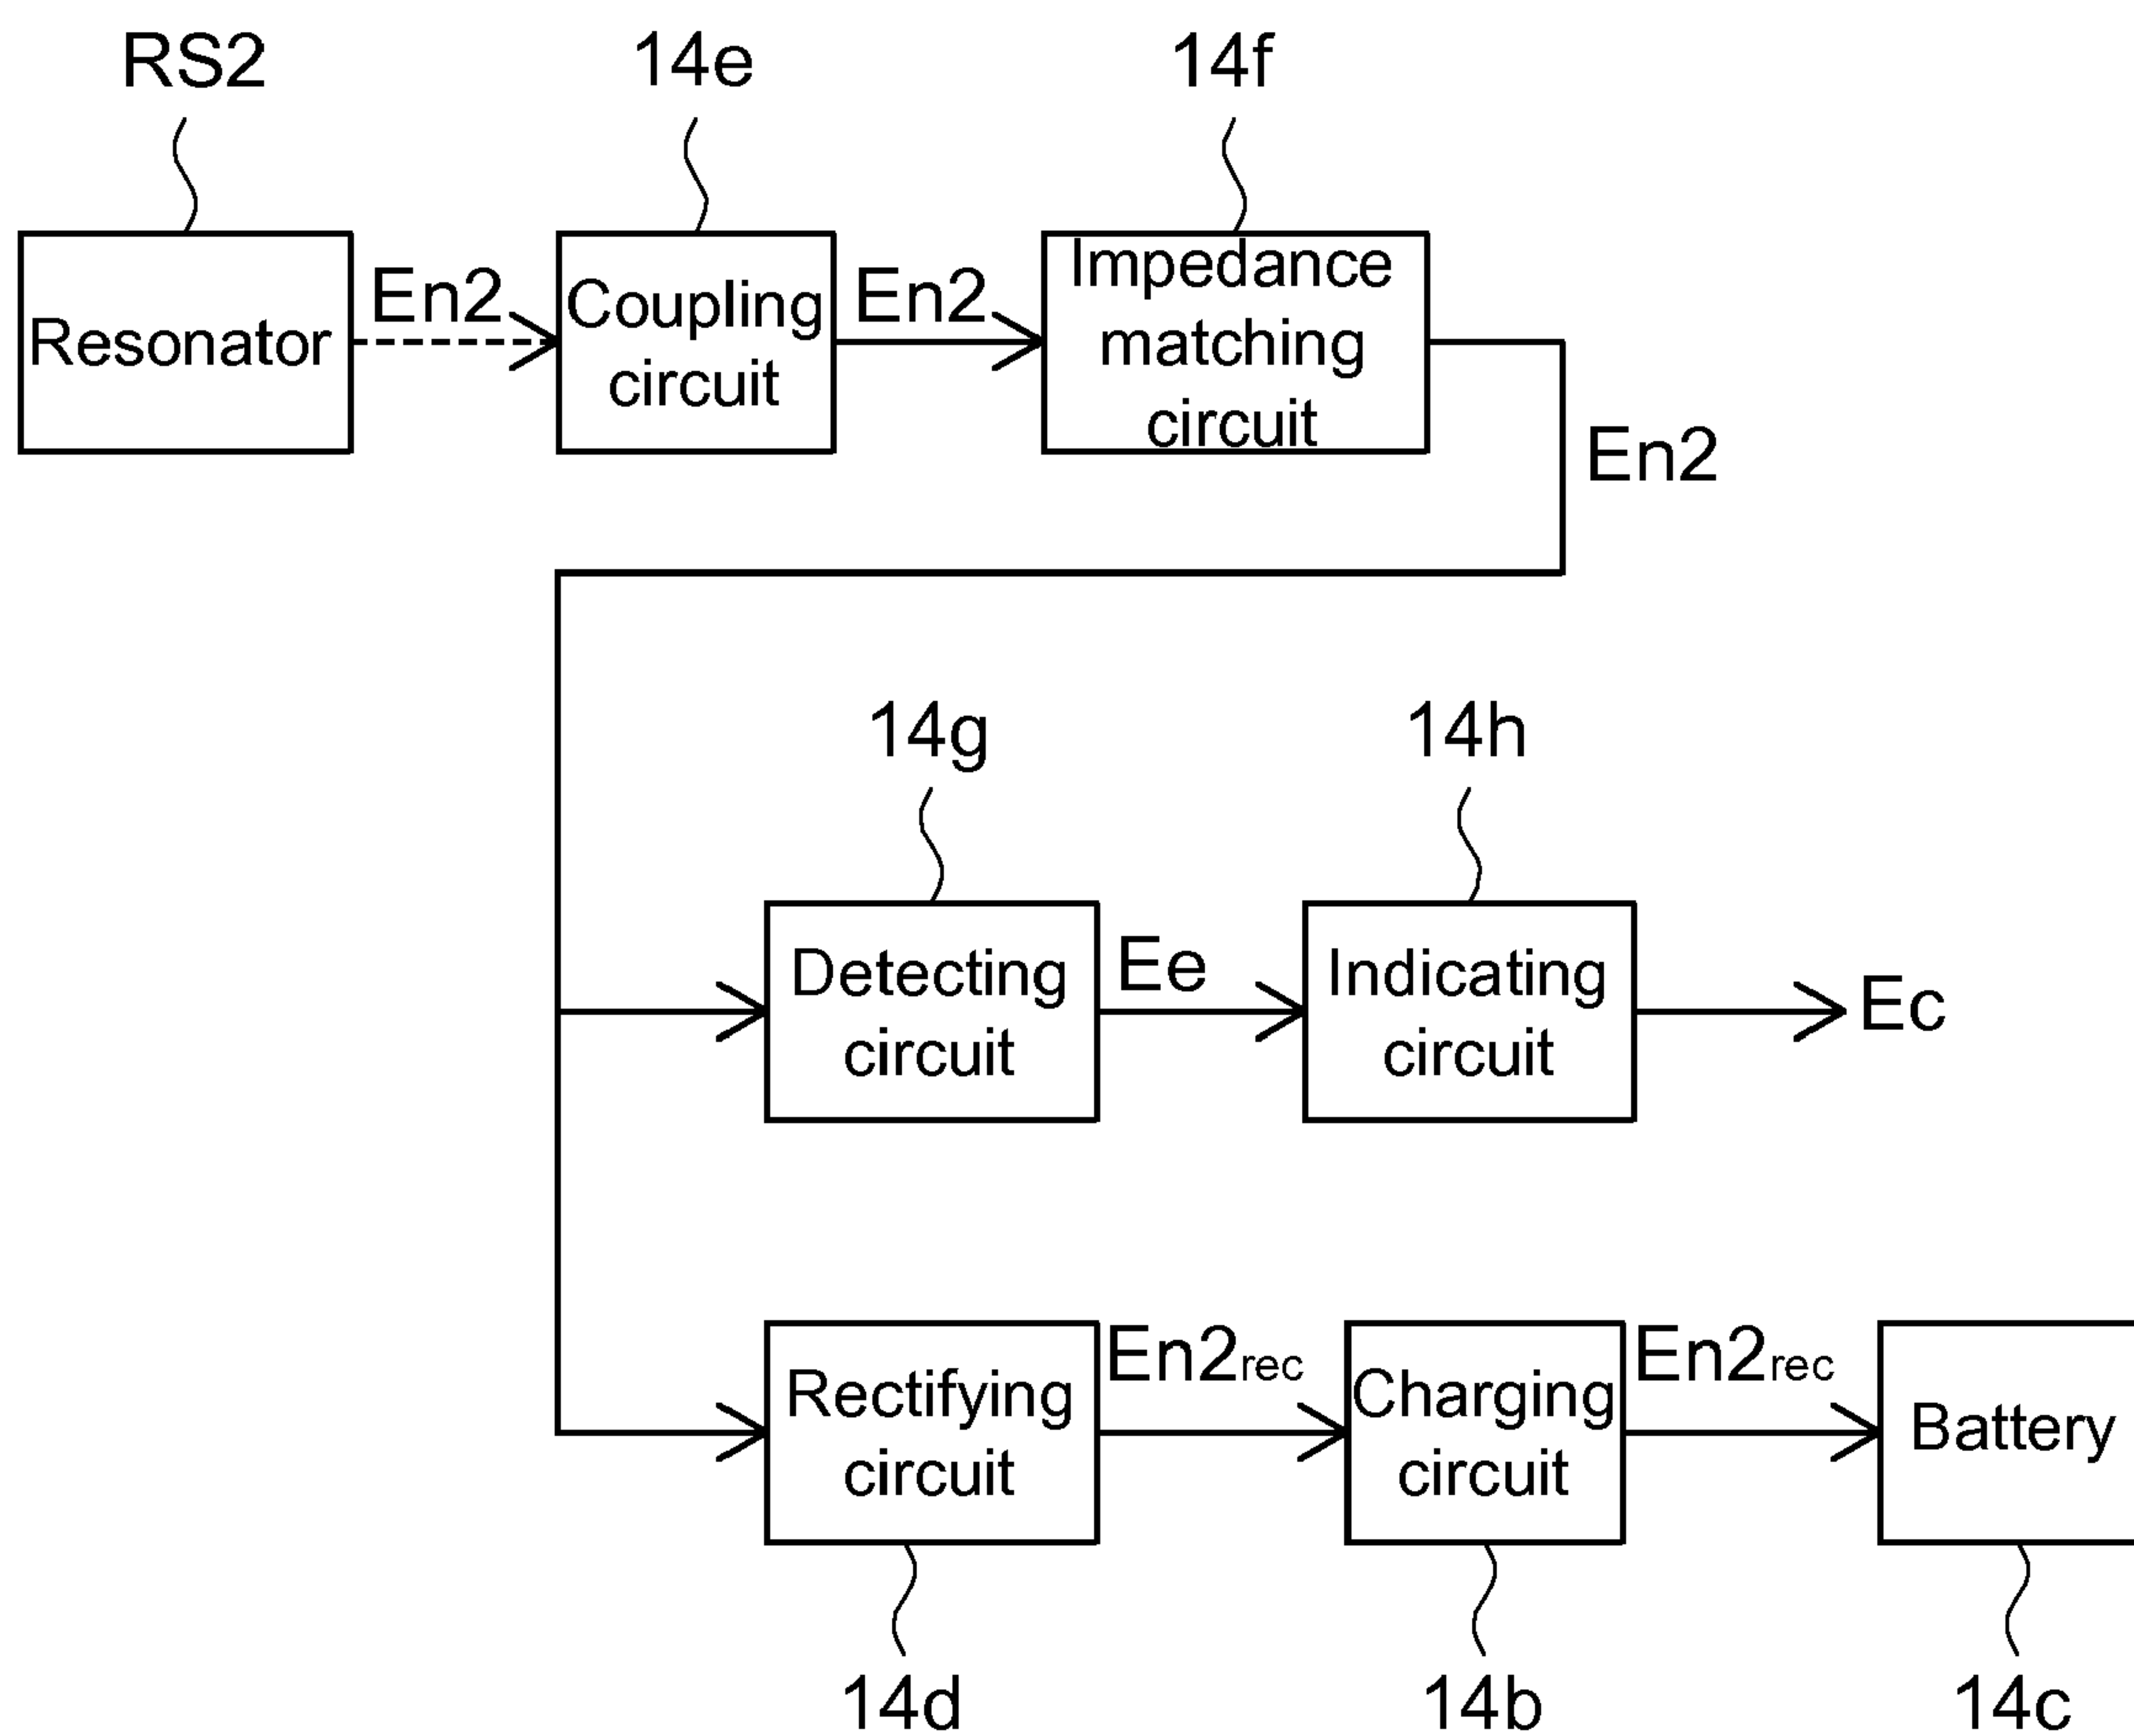 RS2
14e
14f
Resonator
En2
Coupling
circuit
En2
Impedance
matching
circuit
En2
14g
14h
Detecting
circuit
Ee
Indicating
circuit
Ec
Rectifying
circuit
En2rec
Charging
circuit
En2rec
Battery
14d
14b
14c